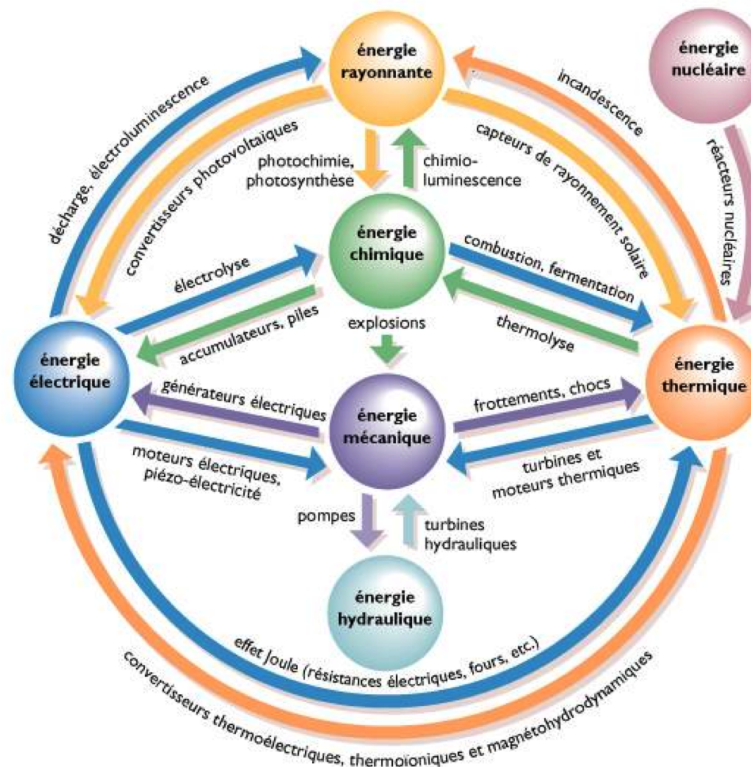 énergie
rayonnante
énergie
nucléaire
décharge, électroluminescence
convertisseurs photovoltaïques
photochimie,
photosynthèse
chimio-
luminescence
capteurs de rayonnement solaire
incandescence
réacteurs nucléaires
énergie
chimique
électrolyse
accumulateurs, piles
combustion, fermentation
thermolyse
explosions
énergie
électrique
énergie
thermique
générateurs électriques
énergie
mécanique
frottements, chocs
moteurs électriques,
piézo-électricité
turbines et
moteurs thermiques
pompes
turbines
hydrauliques
énergie
hydraulique
effet Joule (résistances électriques, fours, etc.)
convertisseurs thermoélectriques, thermoïoniques et magnétohydrodynamiques